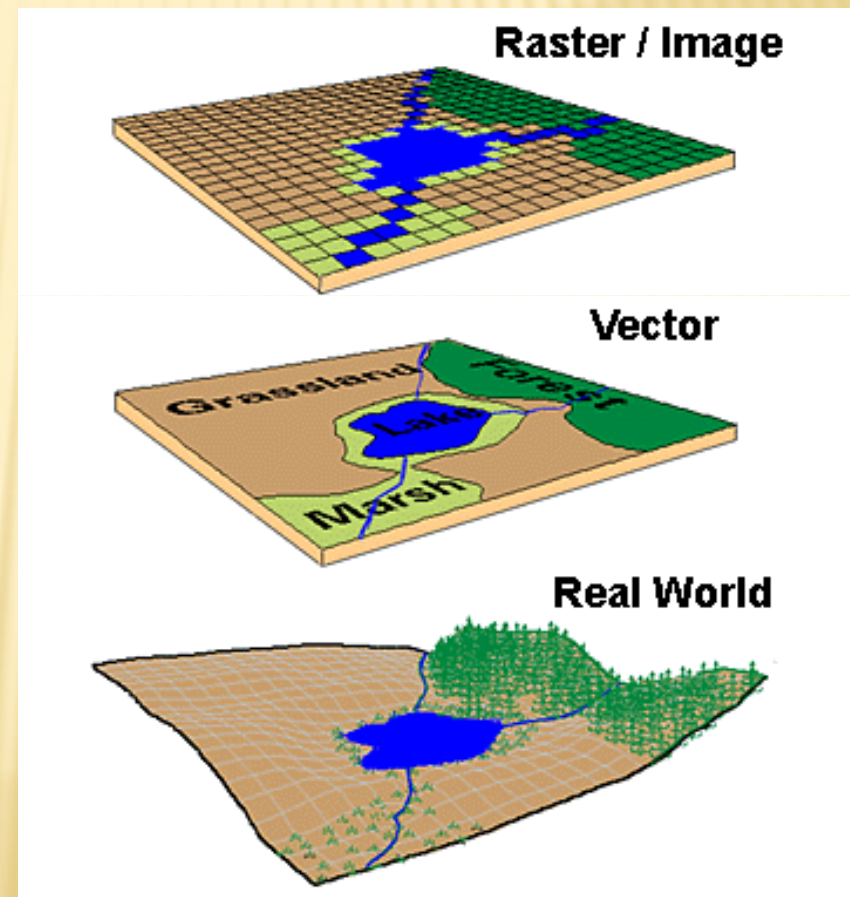 Raster / Image
Vector
Grassland
Forest
Lake
Marsh
Real World